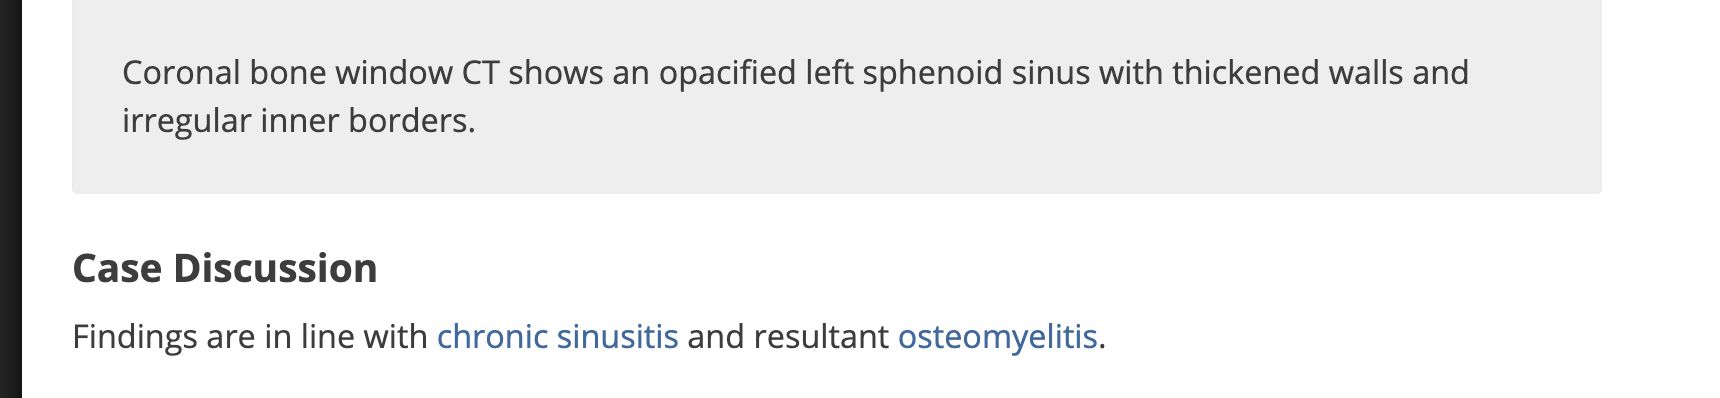 Coronal bone window CT shows an opacified left sphenoid sinus with thickened walls and
irregular inner borders.
Case Discussion
Findings are in line with chronic sinusitis and resultant osteomyelitis.